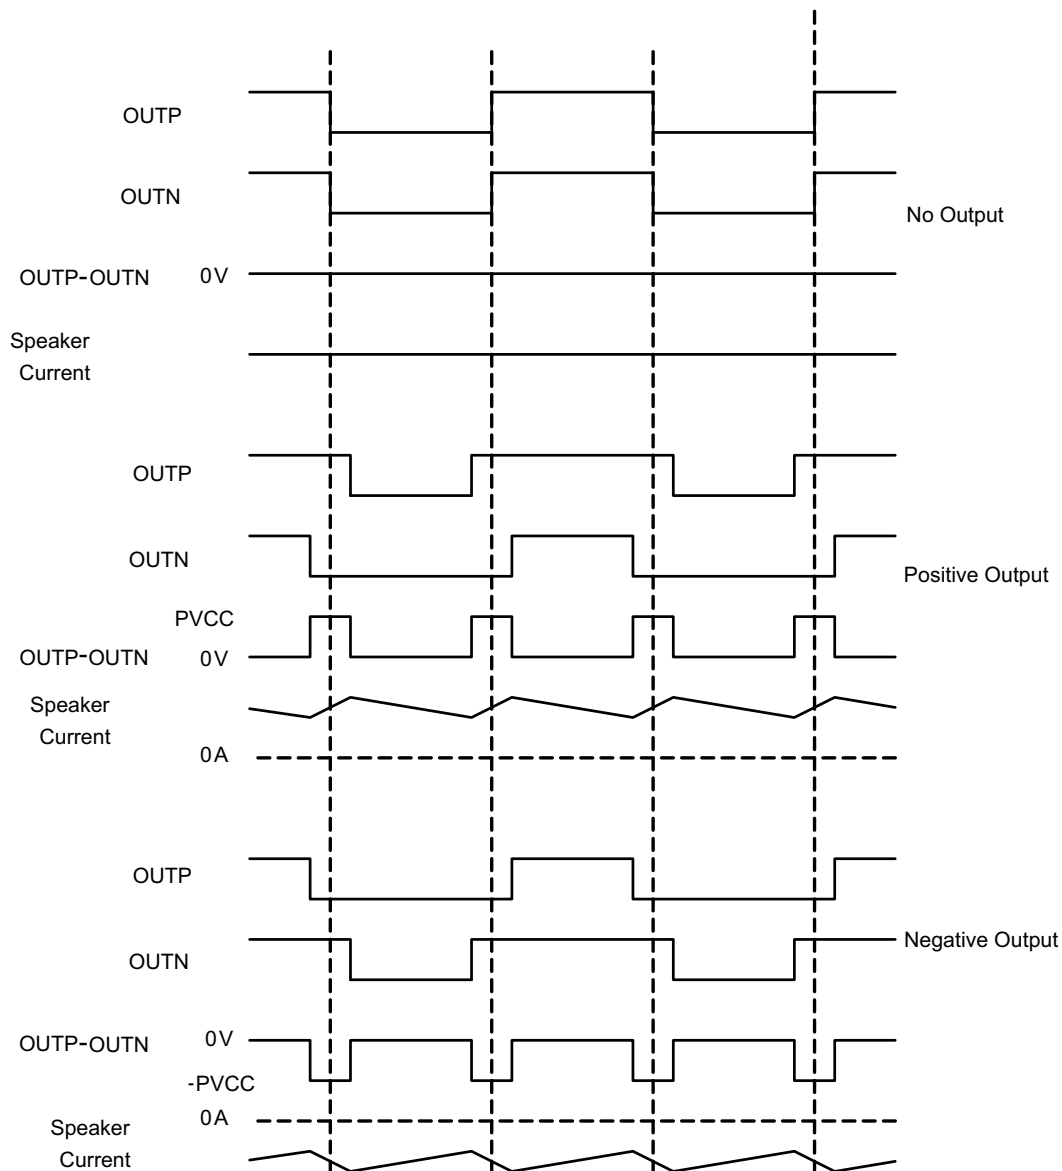 OUTP
OUTN
No Output
OUTP-OUTN 0V
Speaker
Current
OUTP
OUTN
Positive Output
PVCC
OUTP-OUTN 0V
Speaker
Current
0A
OUTP
OUTN
Negative Output
OUTP-OUTN 0V
-PVCC
0A
Speaker
Current